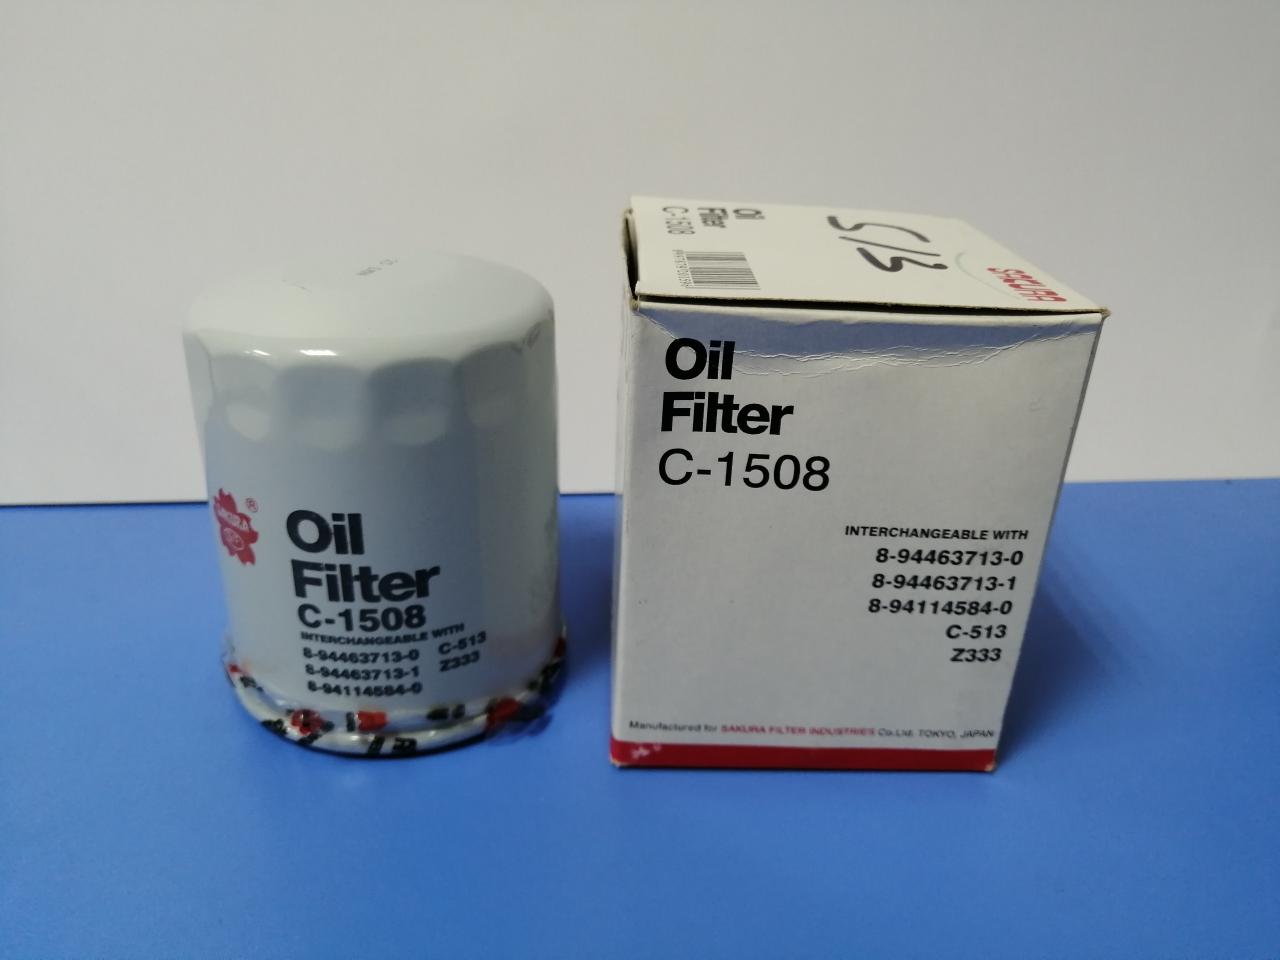 SAKURA
®
Oil
Filter
C-1508
INTERCHANGEABLE WITH
8-94463713-0 C-513
8-94463713-1 Z333
8-94114584-0
Oil
Filter
C-1508
513
SAKURA
Oil
Filter
C-1508
INTERCHANGEABLE WITH
8-94463713-0
8-94463713-1
8-94114584-0
C-513
Z333
Manufactured for SAKURA FILTER INDUSTRIES Co.Ltd. TOKYO, JAPAN